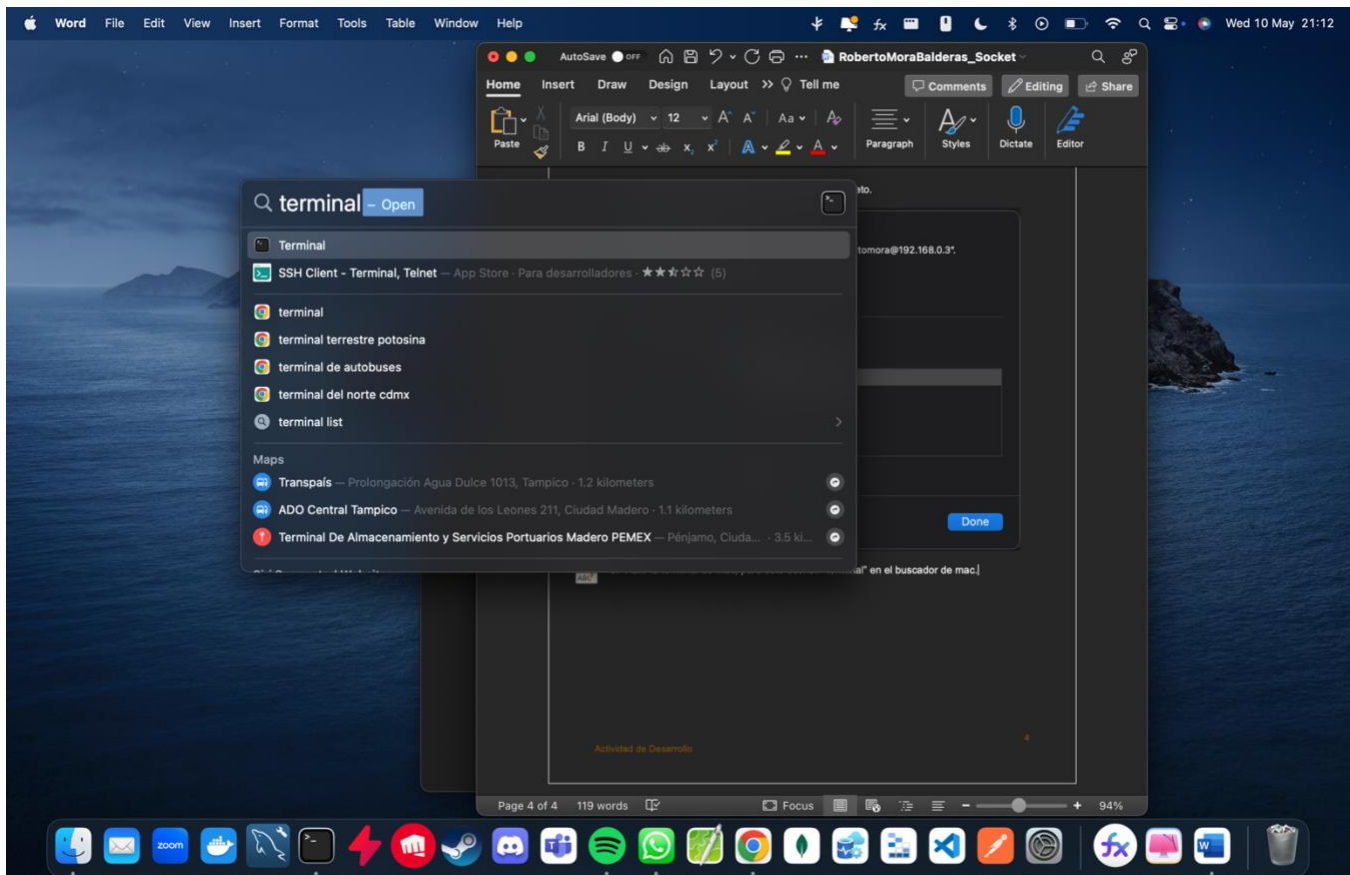 Word File Edit View Insert Format Tools Table Window Help Wed 10 May 21:12
AutoSave OFF RobertoMoraBalderas_Socket
Home Insert Draw Design Layout >> Tell me Comments Editing Share
Paste Arial (Body) 12 A^ A˅ Aa A
B I U ab x, x² A A Paragraph Styles Dictate Editor
terminal – Open
Terminal
SSH Client - Terminal, Telnet — App Store · Para desarrolladores · ★★★☆☆ (5)
terminal
terminal terrestre potosina
terminal de autobuses
terminal del norte cdmx
terminal list
Maps
Transpaís — Prolongación Agua Dulce 1013, Tampico · 1.2 kilometers
ADO Central Tampico — Avenida de los Leones 211, Ciudad Madero · 1.1 kilometers
Terminal De Almacenamiento y Servicios Portuarios Madero PEMEX — Pénjamo, Ciuda... · 3.5 ki...
tomora@192.168.0.3".
Done
en el buscador de mac.
Actividad de Desarrollo 4
Page 4 of 4 119 words Focus 94%
zoom
fx
W